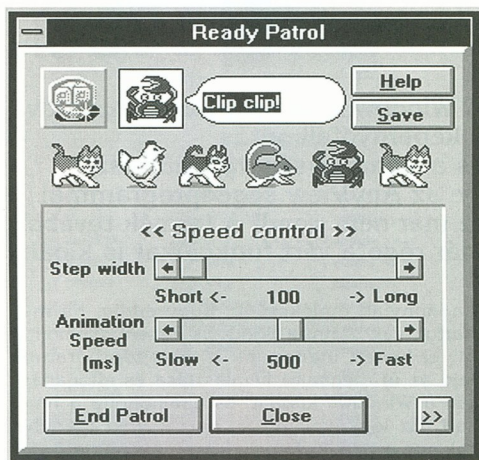 Ready Patrol
Clip clip!
Help
Save
<< Speed control >>
Step width
Short <- 100 -> Long
Animation
Speed
(ms)
Slow <- 500 -> Fast
End Patrol
Close
>>